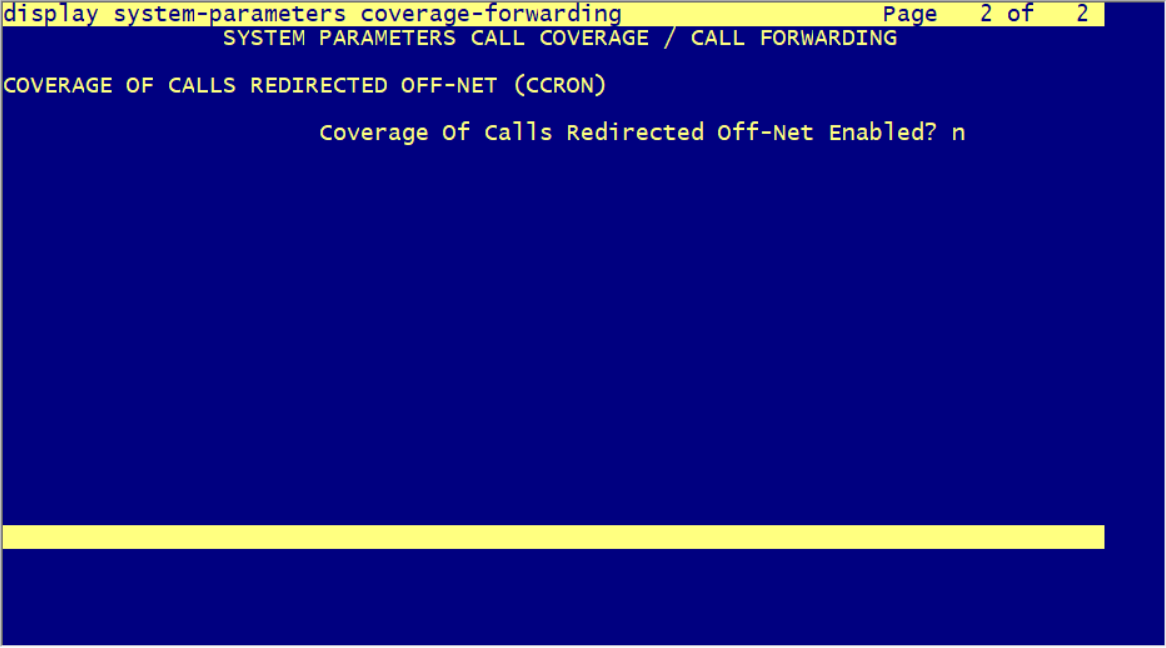 display system-parameters coverage-forwarding Page 2 of 2
SYSTEM PARAMETERS CALL COVERAGE / CALL FORWARDING
COVERAGE OF CALLS REDIRECTED OFF-NET (CCRON)
Coverage Of Calls Redirected Off-Net Enabled? n